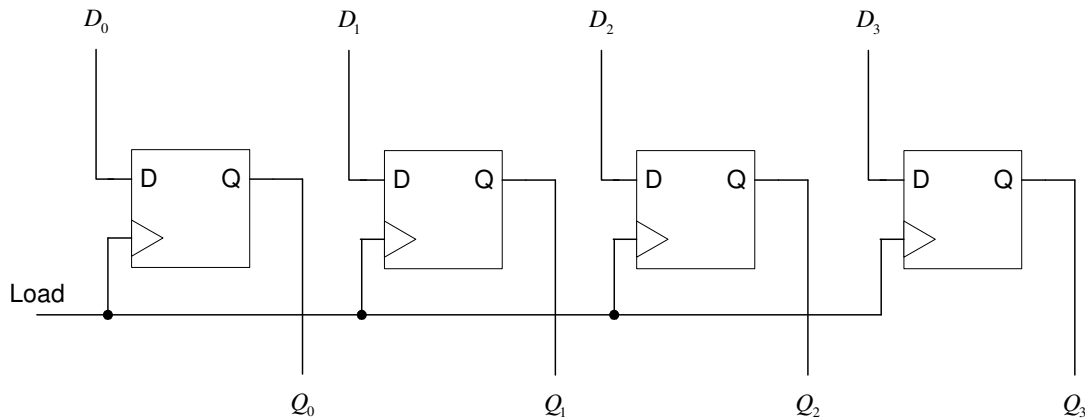 D₀ D₁ D₂ D₃
D Q D Q D Q D Q
Load
Q₀ Q₁ Q₂ Q₃